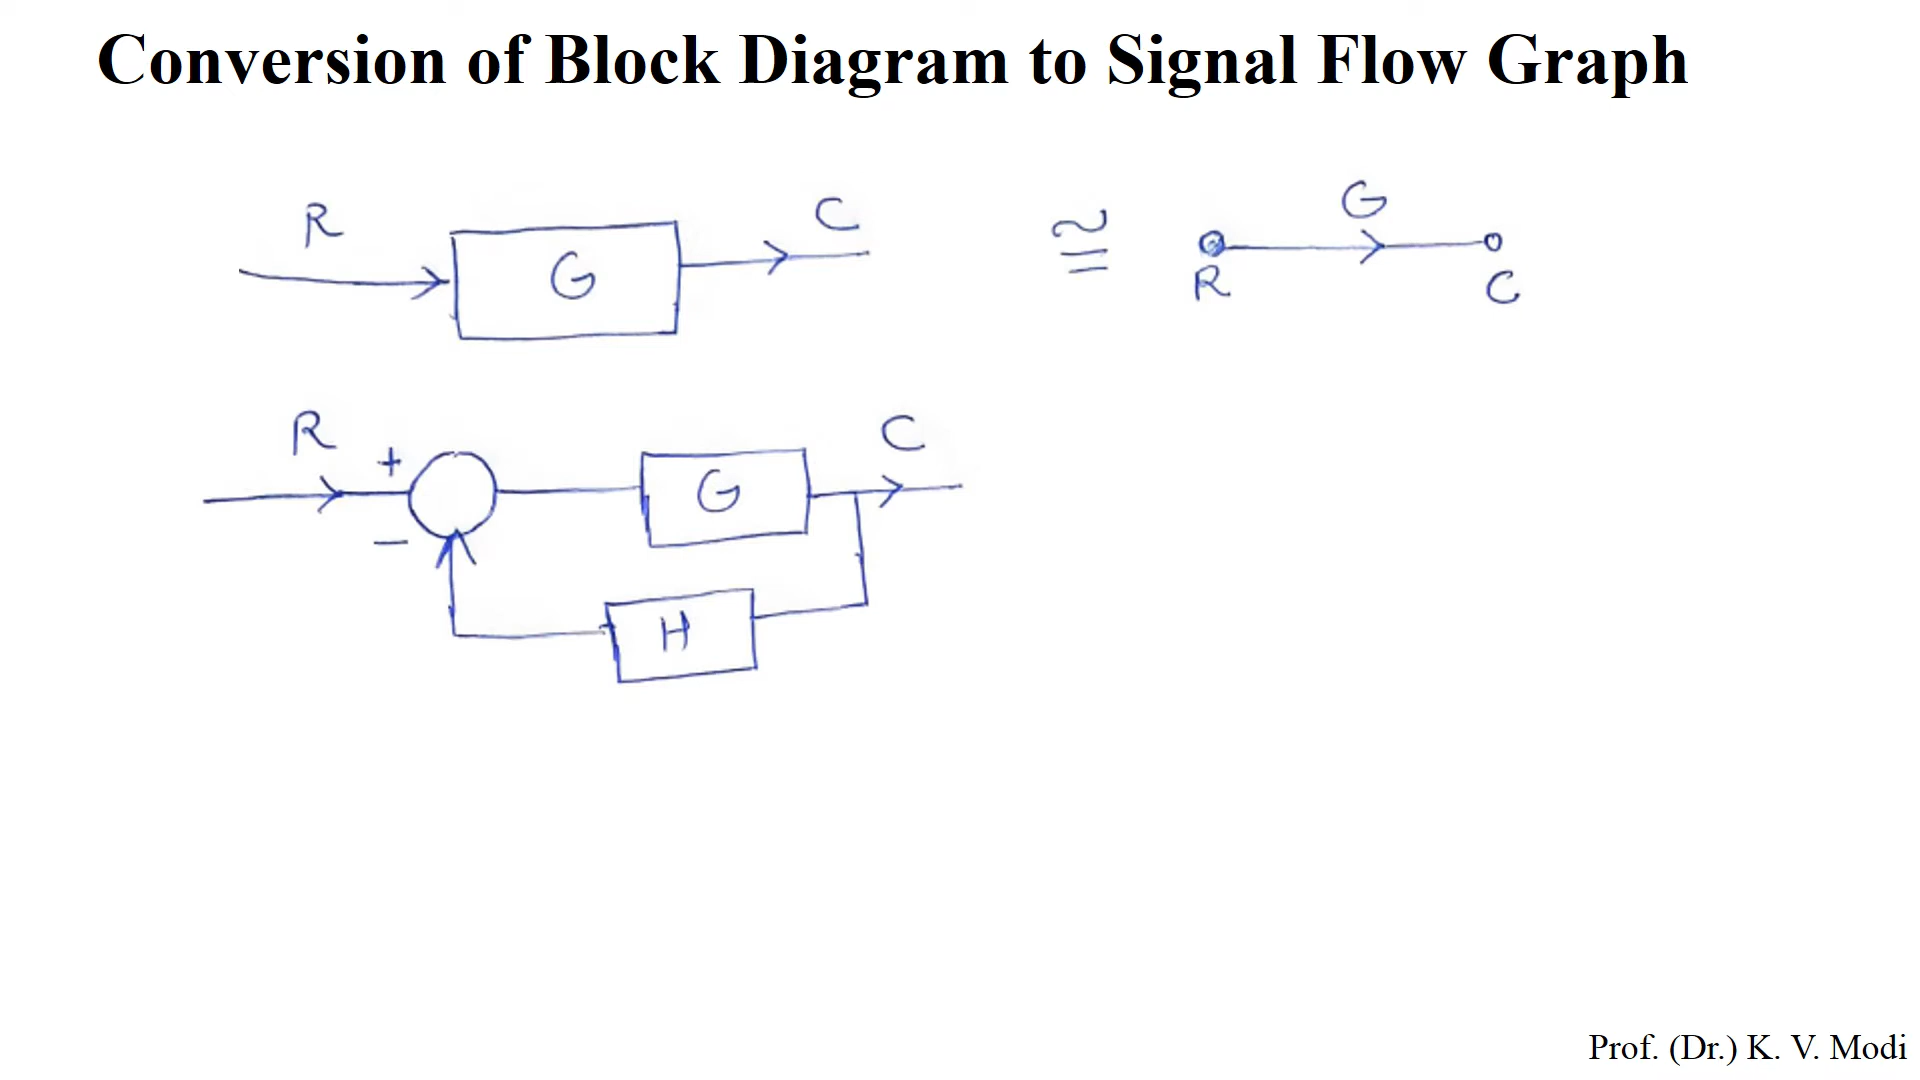 Conversion of Block Diagram to Signal Flow Graph
R G C ≅ G
R C
R + G C
−
H
Prof. (Dr.) K. V. Modi